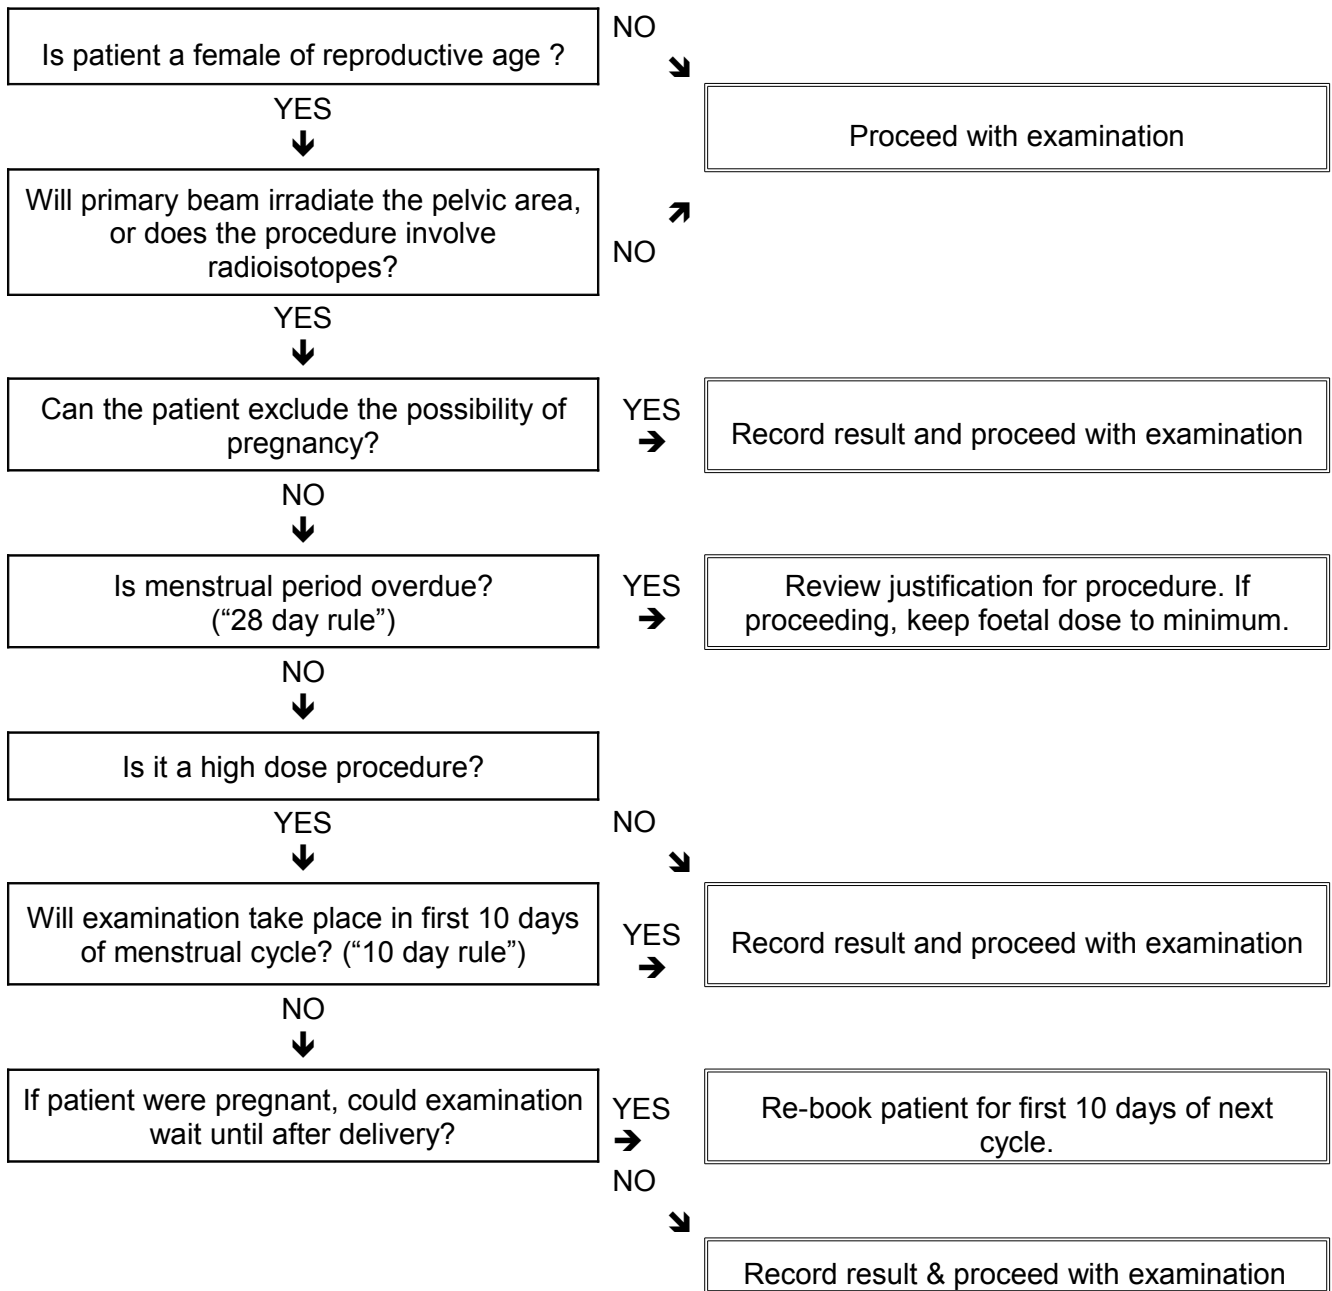 Is patient a female of reproductive age ?
NO
YES
Proceed with examination
Will primary beam irradiate the pelvic area,
or does the procedure involve
radioisotopes?
NO
YES
Can the patient exclude the possibility of
pregnancy?
YES
Record result and proceed with examination
NO
Is menstrual period overdue?
(“28 day rule”)
YES
Review justification for procedure. If
proceeding, keep foetal dose to minimum.
NO
Is it a high dose procedure?
YES
NO
Will examination take place in first 10 days
of menstrual cycle? (“10 day rule”)
YES
Record result and proceed with examination
NO
If patient were pregnant, could examination
wait until after delivery?
YES
Re-book patient for first 10 days of next
cycle.
NO
Record result & proceed with examination